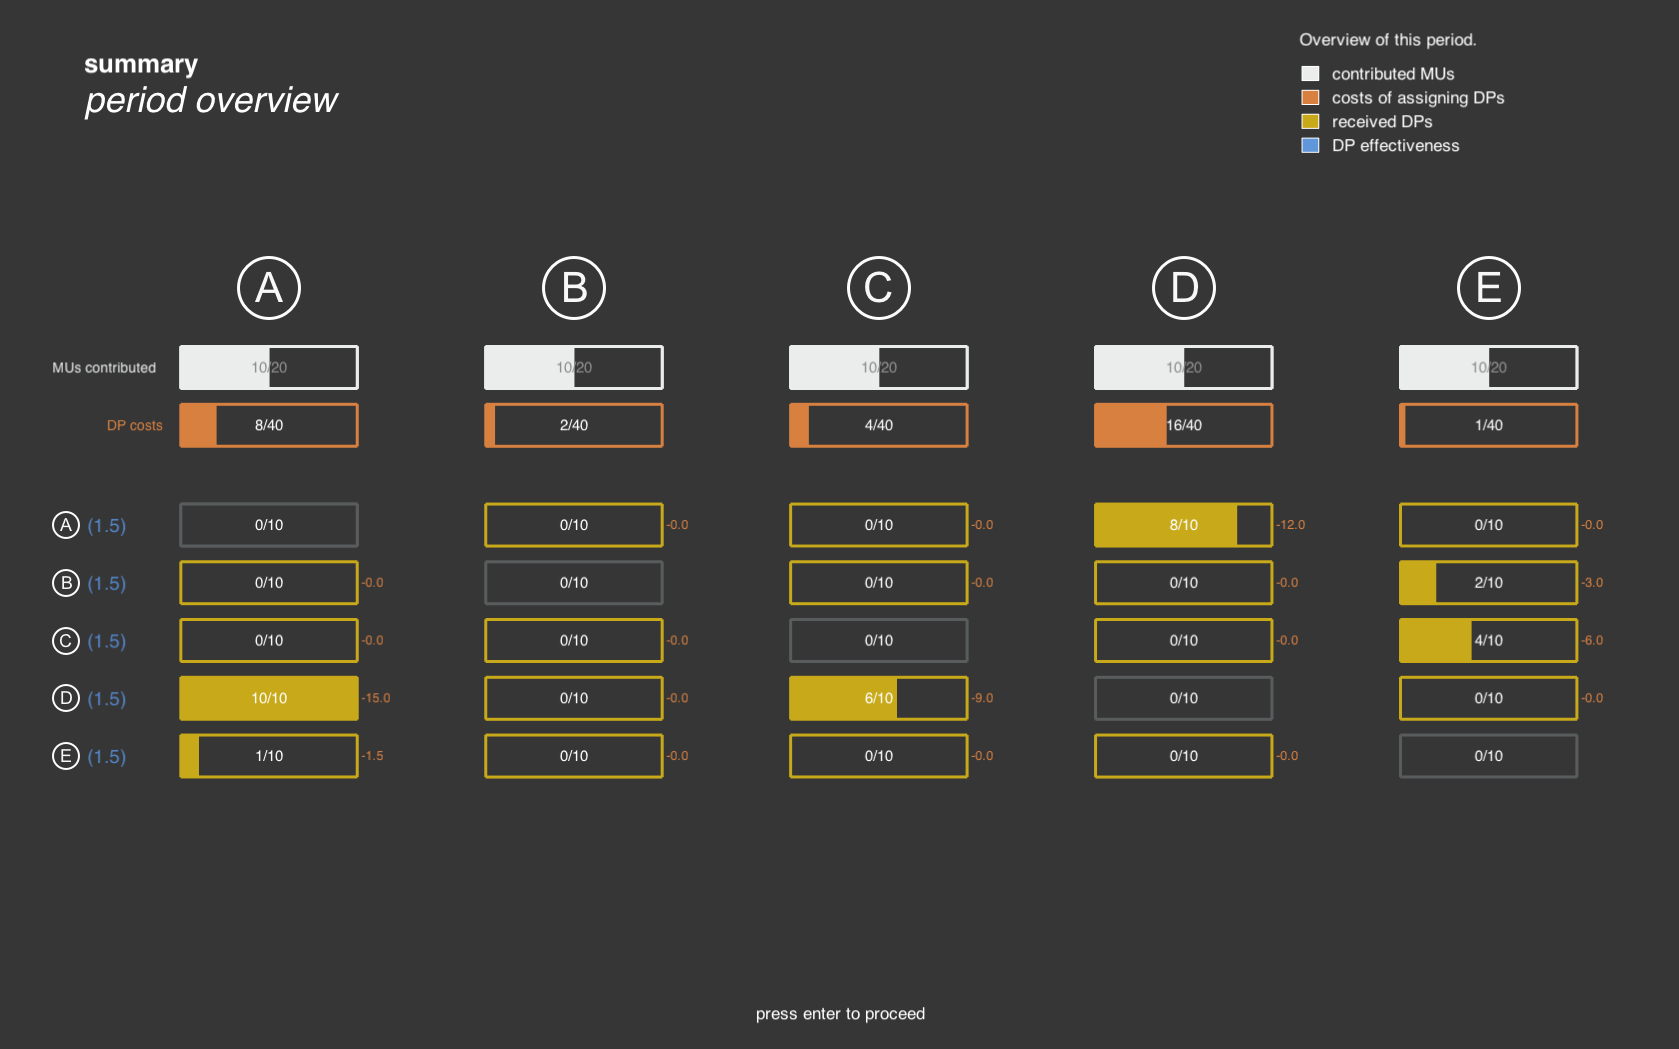 summary
period overview
Overview of this period.
contributed MUs
costs of assigning DPs
received DPs
DP effectiveness
A B C D E
MUs contributed 10/20 10/20 10/20 10/20 10/20
DP costs 8/40 2/40 4/40 16/40 1/40
A (1.5) 0/10 0/10 -0.0 0/10 -0.0 8/10 -12.0 0/10 -0.0
B (1.5) 0/10 -0.0 0/10 0/10 -0.0 0/10 -0.0 2/10 -3.0
C (1.5) 0/10 -0.0 0/10 -0.0 0/10 0/10 -0.0 4/10 -6.0
D (1.5) 10/10 -15.0 0/10 -0.0 6/10 -9.0 0/10 0/10 -0.0
E (1.5) 1/10 -1.5 0/10 -0.0 0/10 -0.0 0/10 -0.0 0/10
press enter to proceed